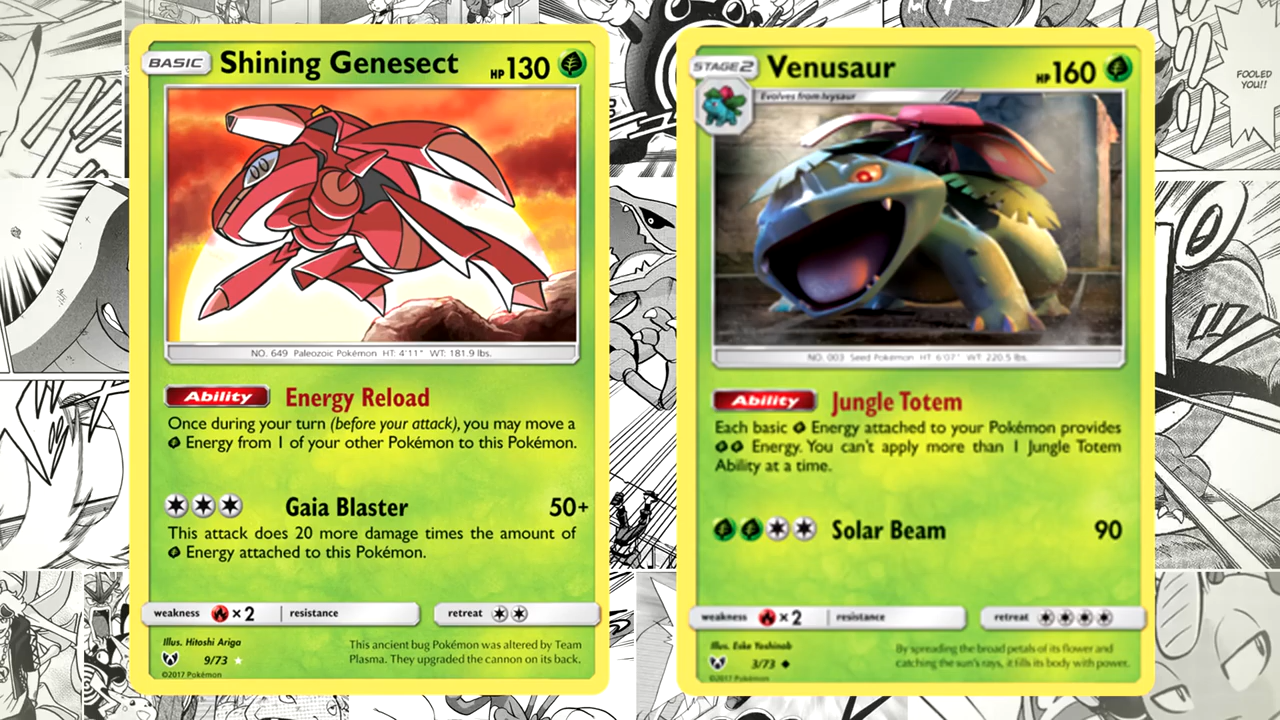 BASIC Shining Genesect HP 130
NO. 649 Paleozoic Pokémon HT: 4'11" WT: 181.9 lbs.
Ability Energy Reload
Once during your turn (before your attack), you may move a
Energy from 1 of your other Pokémon to this Pokémon.
Gaia Blaster 50+
This attack does 20 more damage times the amount of
Energy attached to this Pokémon.
weakness ×2 resistance retreat
Illus. Hitoshi Ariga
9/73
©2017 Pokémon
This ancient bug Pokémon was altered by Team
Plasma. They upgraded the cannon on its back.
STAGE 2 Venusaur HP 160
Evolves from Ivysaur
NO. 003 Seed Pokémon HT: 6'07" WT: 220.5 lbs.
Ability Jungle Totem
Each basic Energy attached to your Pokémon provides
Energy. You can't apply more than 1 Jungle Totem
Ability at a time.
Solar Beam 90
weakness ×2 resistance retreat
Illus. Eske Yoshinob
3/73
©2017 Pokémon
By spreading the broad petals of its flower and
catching the sun's rays, it fills its body with power.
FOOLED
YOU!!